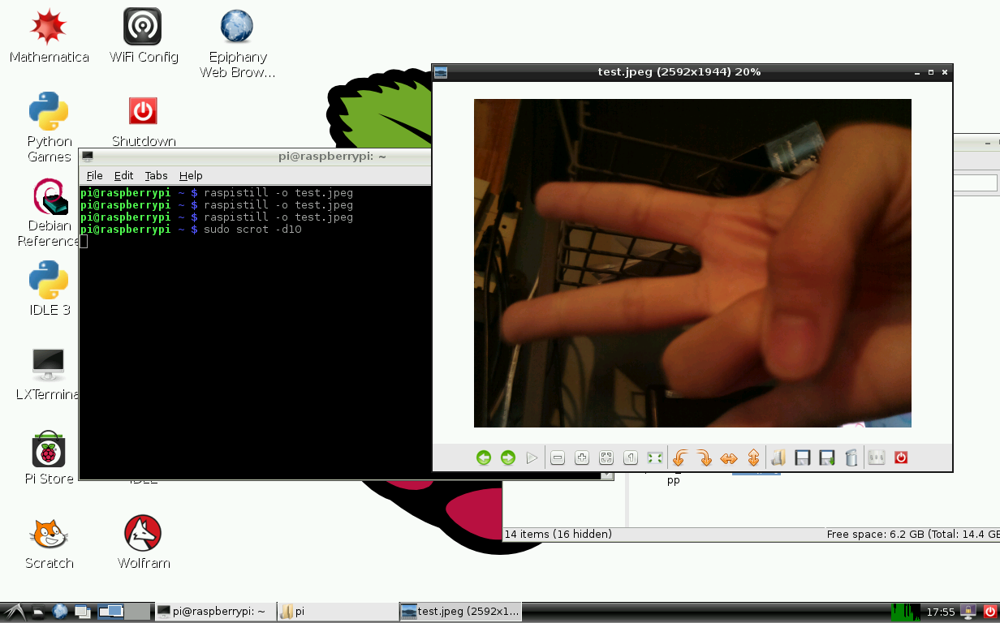 Mathematica
WiFi Config
Epiphany
Web Brow...
Python
Games
Shutdown
Debian
Reference
IDLE 3
Pi Store
IDLE
Scratch
Wolfram
pi@raspberrypi: ~
File Edit Tabs Help
pi@raspberrypi ~ $ raspistill -o test.jpeg
pi@raspberrypi ~ $ raspistill -o test.jpeg
pi@raspberrypi ~ $ raspistill -o test.jpeg
pi@raspberrypi ~ $ sudo scrot -d10
test.jpeg (2592x1944) 20%
pp
14 items (16 hidden)
Free space: 6.2 GB (Total: 14.4
pi@raspberrypi: ~
pi
test.jpeg (2592x1...
17:55